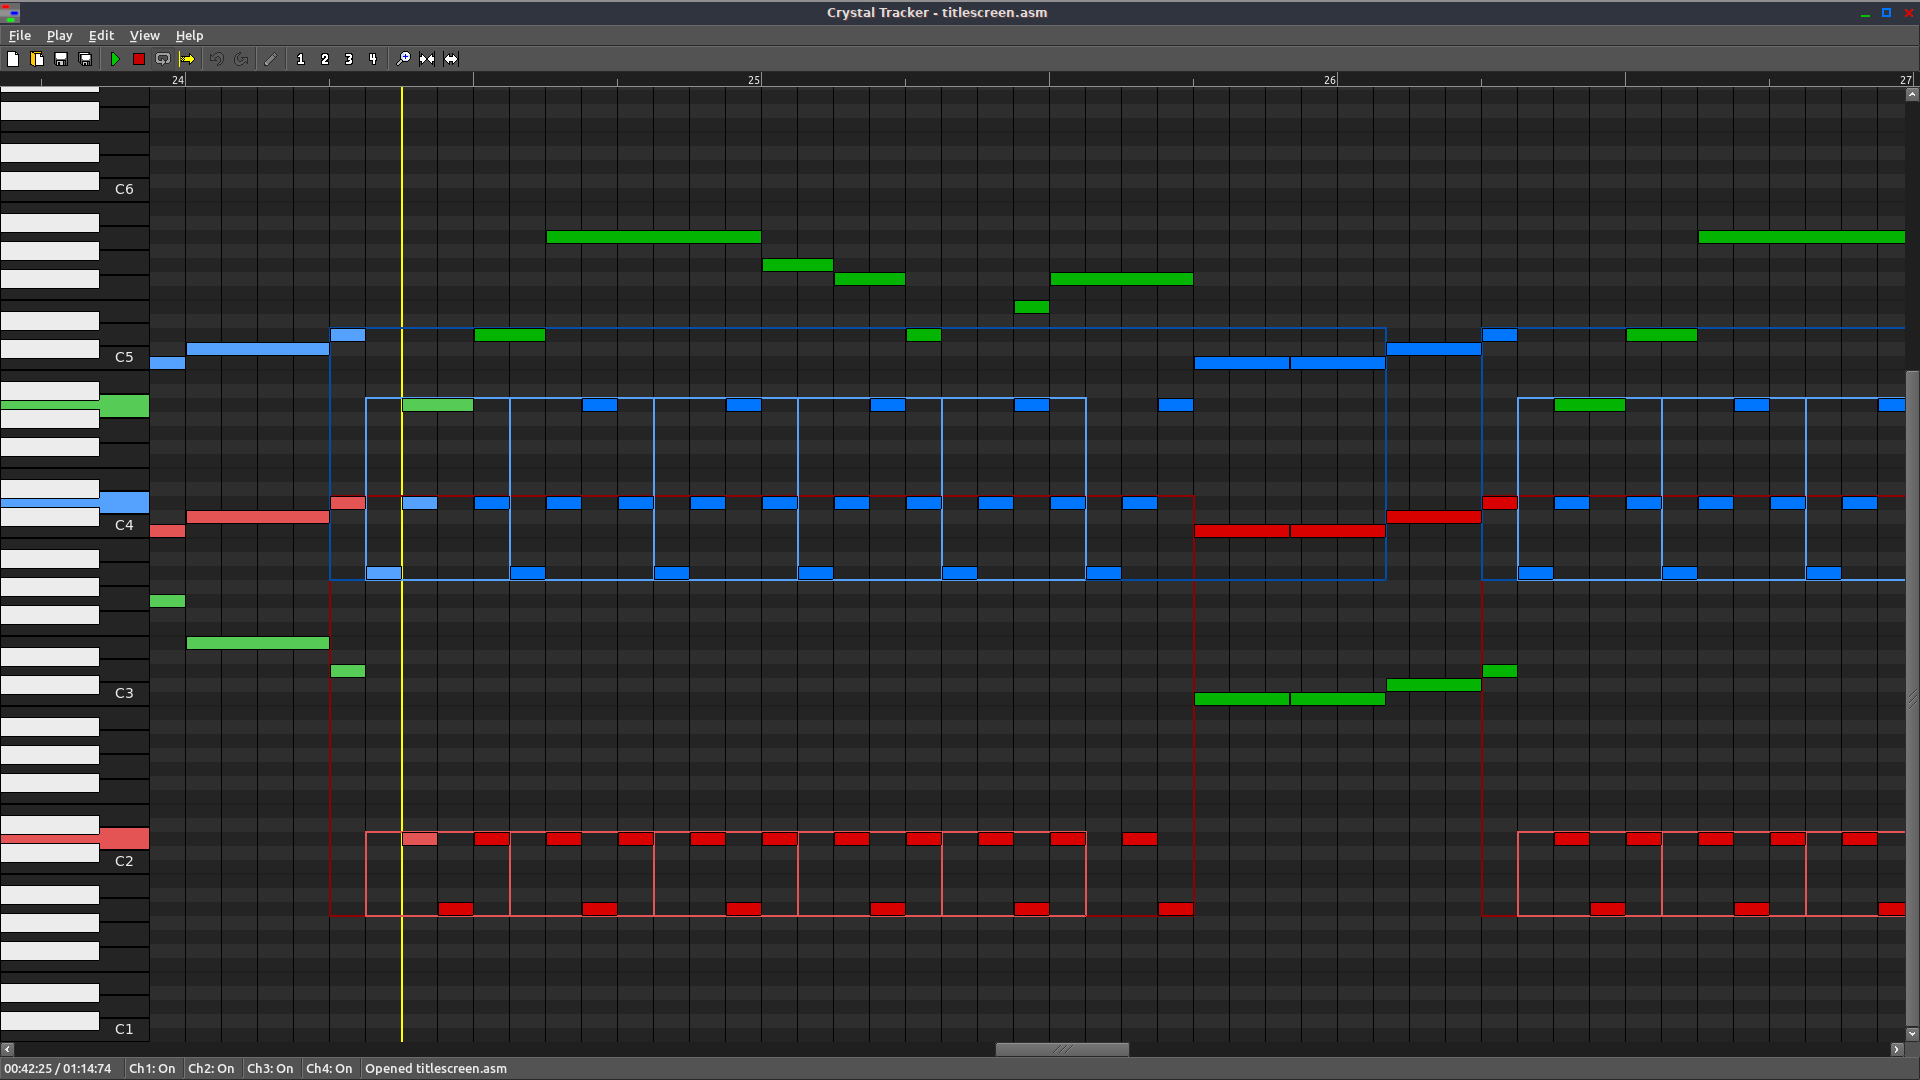 Crystal Tracker - titlescreen.asm
File Play Edit View Help
1 2 3 4
24 25 26 27
C6
C5
C4
C3
C2
C1
00:42:25 / 01:14:74 Ch1: On Ch2: On Ch3: On Ch4: On Opened titlescreen.asm